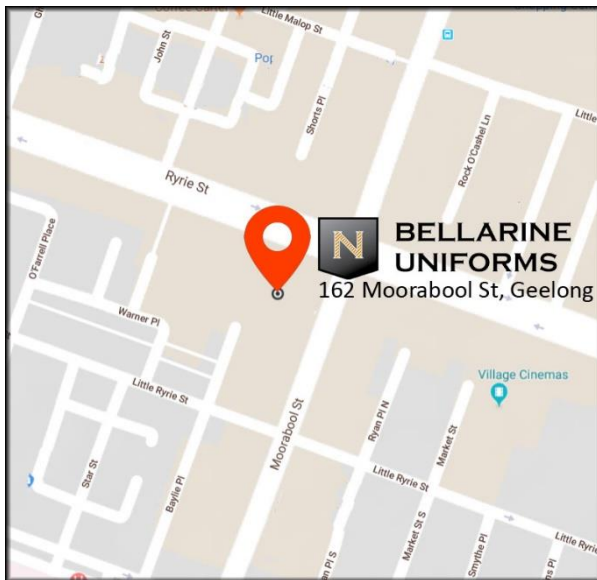 Little Malop St
John St
Shorts Pl
Rock O'Cashel Ln
Little
Ryrie St
O'Farrell Place
N
BELLARINE
UNIFORMS
162 Moorabool St, Geelong
Warner Pl
Village Cinemas
Little Ryrie St
Moorabool St
Ryan Pl N
Market St
Star St
Baylie Pl
Little Ryrie St
Market St S
Smythe Pl
Little Ryrie